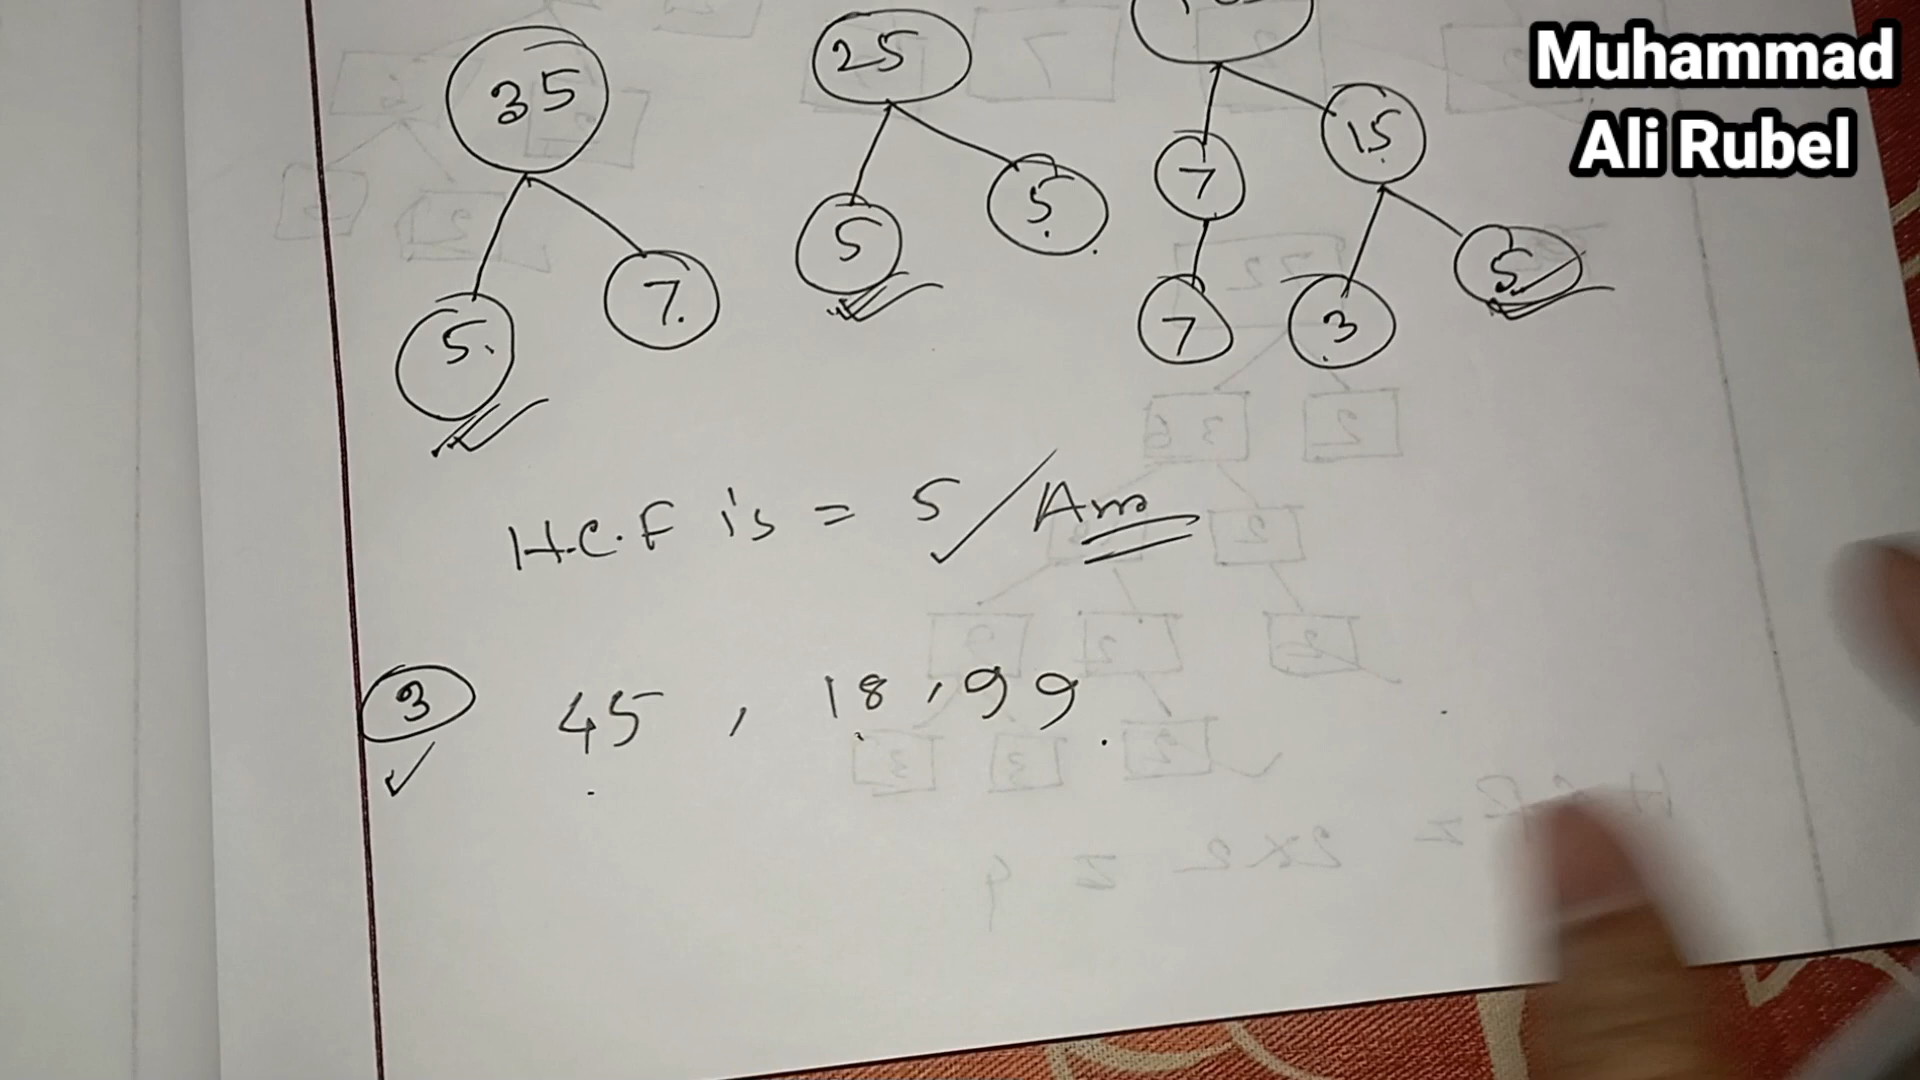 Muhammad
Ali Rubel
35 25
15
5 7. 5 5. 7
7 3 5
H.C.F is = 5 Ans
3 45, 18, 99.